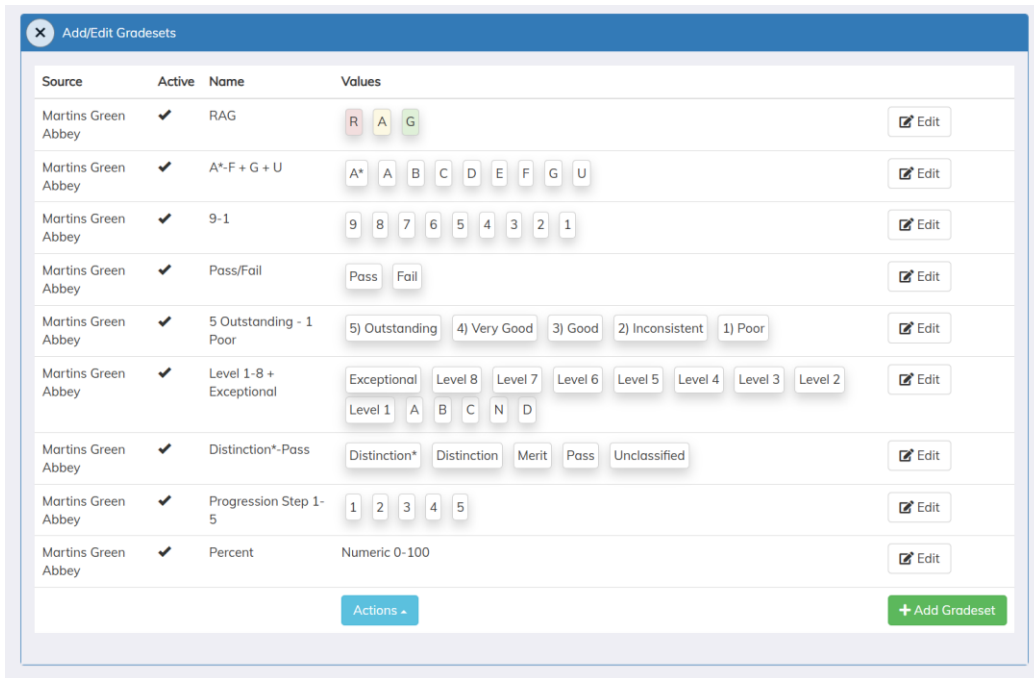 Add/Edit Gradesets
Source Active Name Values
Martins Green Abbey RAG R A G Edit
Martins Green Abbey A*-F + G + U A* A B C D E F G U Edit
Martins Green Abbey 9-1 9 8 7 6 5 4 3 2 1 Edit
Martins Green Abbey Pass/Fail Pass Fail Edit
Martins Green Abbey 5 Outstanding - 1 Poor 5) Outstanding 4) Very Good 3) Good 2) Inconsistent 1) Poor Edit
Martins Green Abbey Level 1-8 + Exceptional Exceptional Level 8 Level 7 Level 6 Level 5 Level 4 Level 3 Level 2 Edit
Level 1 A B C N D
Martins Green Abbey Distinction*-Pass Distinction* Distinction Merit Pass Unclassified Edit
Martins Green Abbey Progression Step 1-5 1 2 3 4 5 Edit
Martins Green Abbey Percent Numeric 0-100 Edit
Actions Add Gradeset